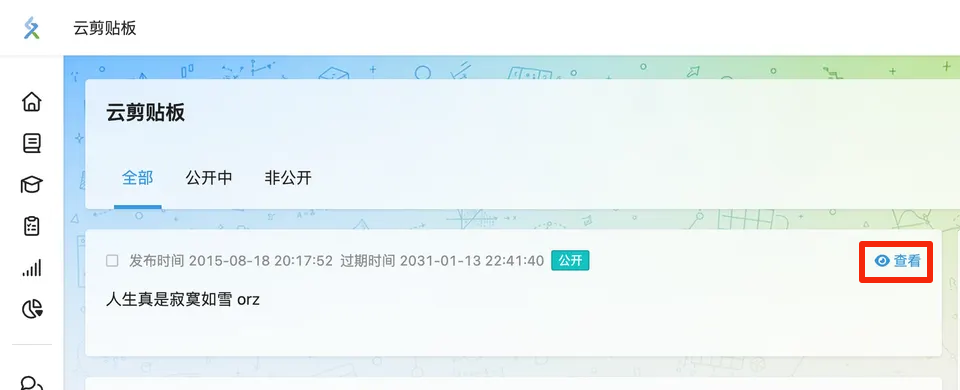 云剪贴板
云剪贴板
全部 公开中 非公开
发布时间 2015-08-18 20:17:52 过期时间 2031-01-13 22:41:40 公开 查看
人生真是寂寞如雪 orz